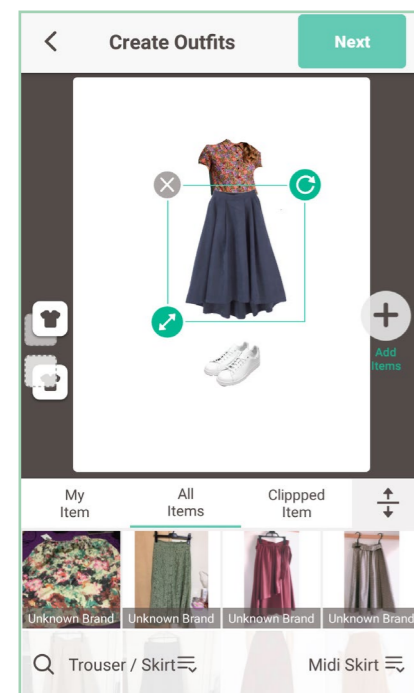 Create Outfits
Next
Add
Items
My
Item
All
Items
Clippped
Item
Unknown Brand
Unknown Brand
Unknown Brand
Unknown Brand
Trouser / Skirt
Midi Skirt